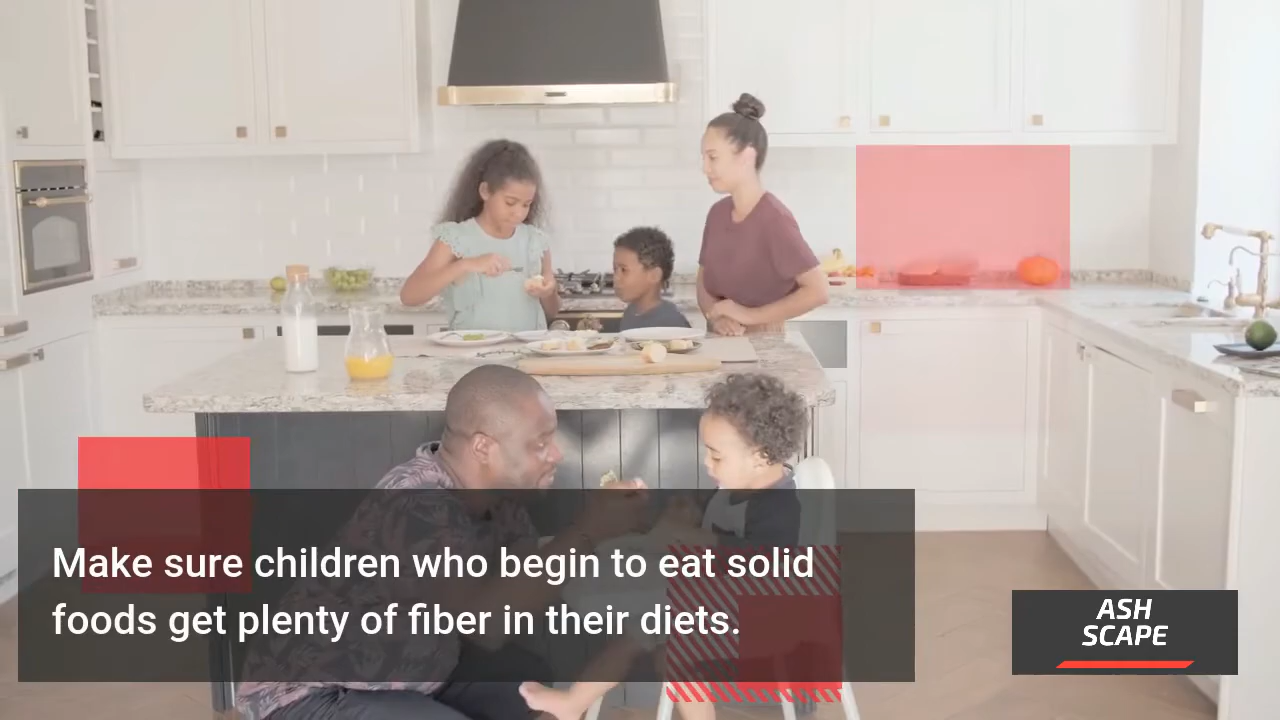 Make sure children who begin to eat solid
foods get plenty of fiber in their diets.
ASH
SCAPE